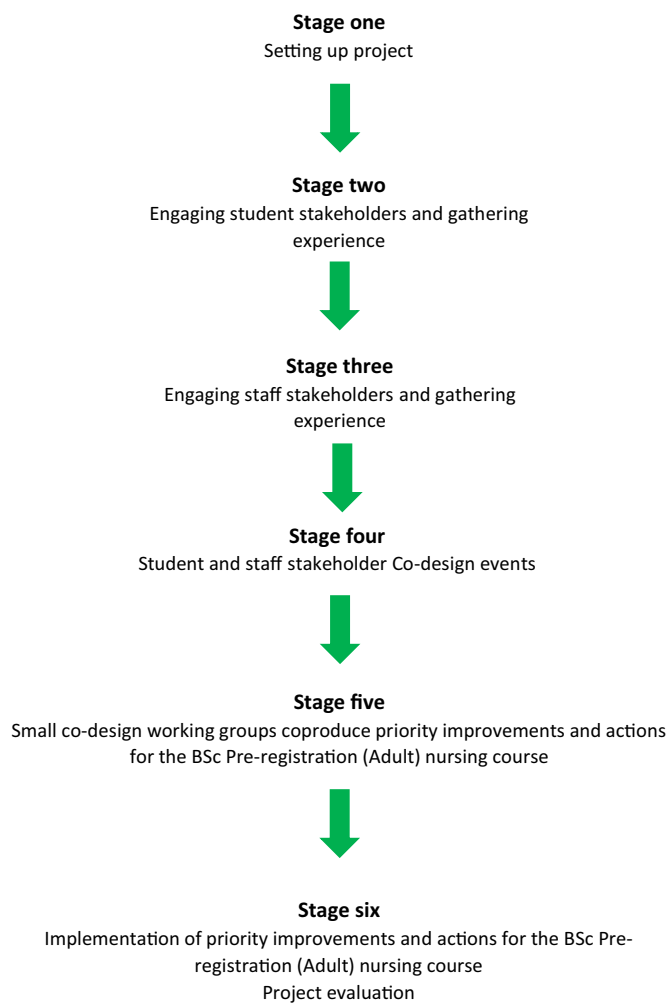 Stage one
Setting up project
Stage two
Engaging student stakeholders and gathering
experience
Stage three
Engaging staff stakeholders and gathering
experience
Stage four
Student and staff stakeholder Co-design events
Stage five
Small co-design working groups coproduce priority improvements and actions
for the BSc Pre-registration (Adult) nursing course
Stage six
Implementation of priority improvements and actions for the BSc Pre-
registration (Adult) nursing course
Project evaluation